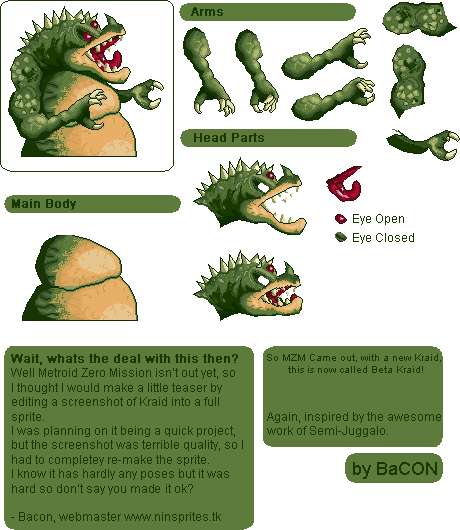 Arms
Head Parts
Main Body
Eye Open
Eye Closed
Wait, whats the deal with this then?
Well Metroid Zero Mission isn't out yet, so
I thought I would make a little teaser by
editing a screenshot of Kraid into a full
sprite.
I was planning on it being a quick project,
but the screenshot was terrible quality, so I
had to completey re-make the sprite.
I know it has hardly any poses but it was
hard so don't say you made it ok?
- Bacon, webmaster www.ninsprites.tk
So MZM Came out, with a new Kraid,
this is now called Beta Kraid!
Again, inspired by the awesome
work of Semi-Juggalo.
by BaCON